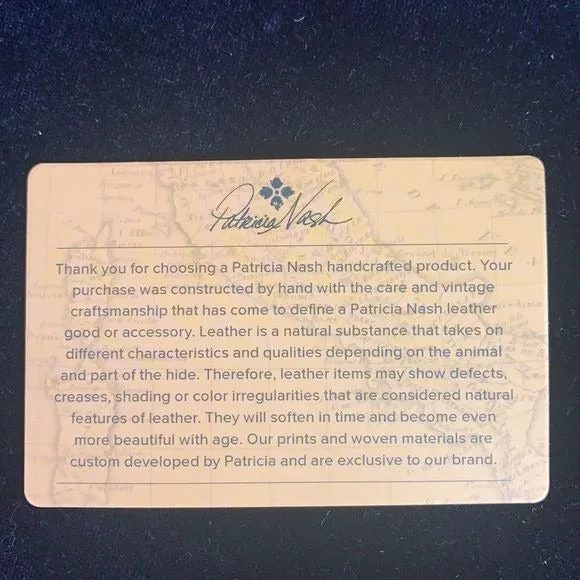 Patricia Nash
Thank you for choosing a Patricia Nash handcrafted product. Your
purchase was constructed by hand with the care and vintage
craftsmanship that has come to define a Patricia Nash leather
good or accessory. Leather is a natural substance that takes on
different characteristics and qualities depending on the animal
and part of the hide. Therefore, leather items may show defects,
creases, shading or color irregularities that are considered natural
features of leather. They will soften in time and become even
more beautiful with age. Our prints and woven materials are
custom developed by Patricia and are exclusive to our brand.